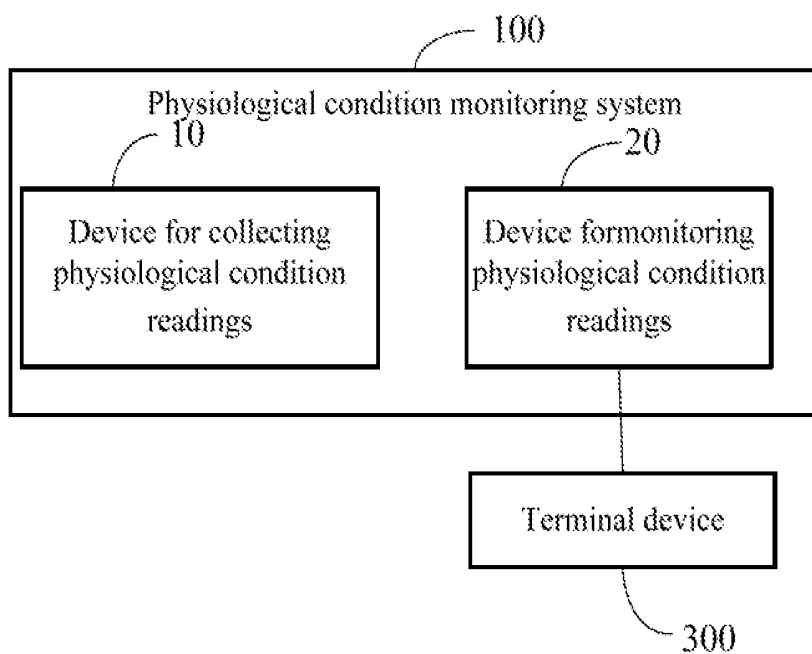 100
Physiological condition monitoring system
10
20
Device for collecting
physiological condition
readings
Device formonitoring
physiological condition
readings
Terminal device
300